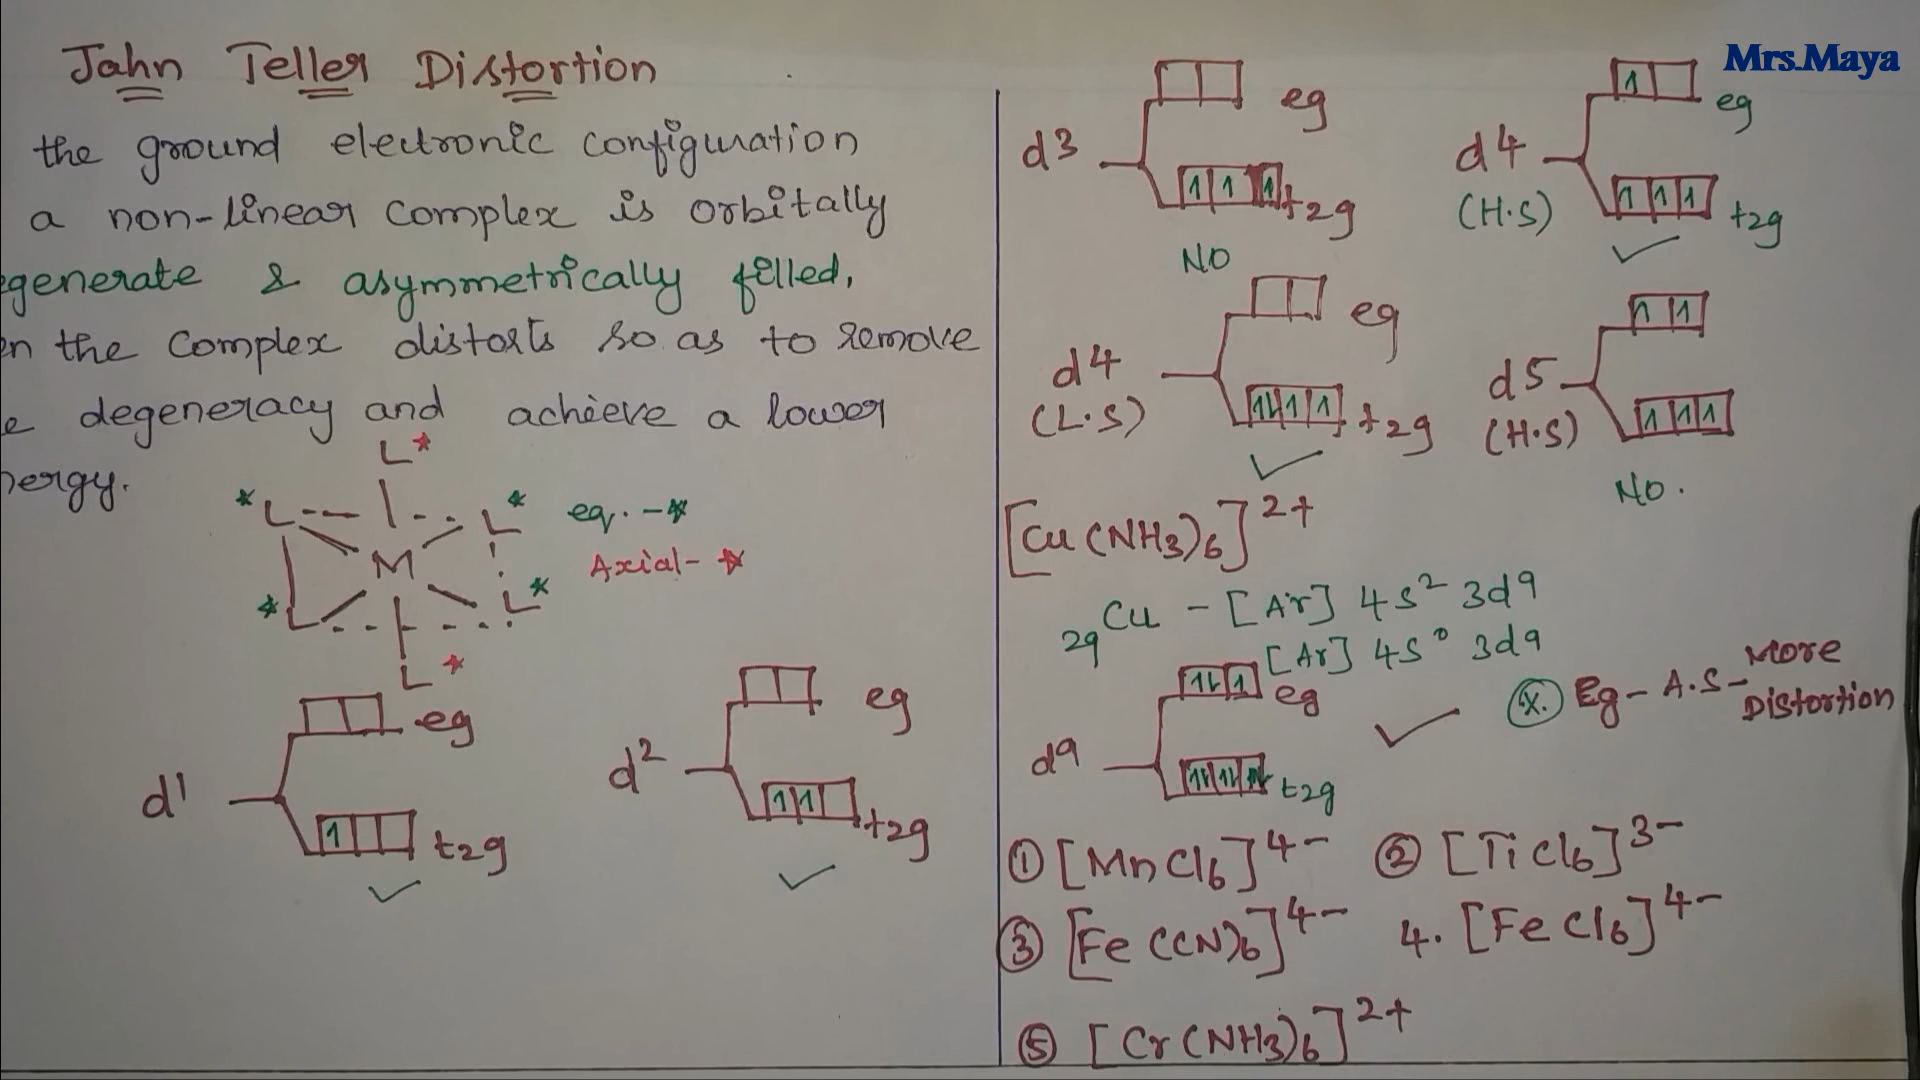 Jahn Teller Distortion
the ground electronic configuration
a non-linear complex is orbitally
egenerate & asymmetrically filled,
en the complex distorts so as to remove
e degeneracy and achieve a lower
nergy.
L*
*L L* eq. - *
M Axial - *
*L L*
L*
d1 eg t2g
d2 eg t2g
Mrs.Maya
d3 eg t2g
NO
d4 (H.S) eg t2g
d4 (L.S) eg t2g
d5 (H.S)
NO.
[Cu(NH3)6]2+
29Cu - [Ar] 4s2 3d9
[Ar] 4s0 3d9
d9 eg t2g
(x.) Eg - A.S - More Distortion
① [MnCl6]4- ② [TiCl6]3-
③ [Fe(CN)6]4- 4. [FeCl6]4-
⑤ [Cr(NH3)6]2+